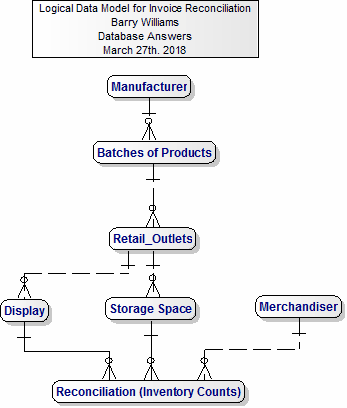 Logical Data Model for Invoice Reconciliation
Barry Williams
Database Answers
March 27th. 2018
Manufacturer
Batches of Products
Retail_Outlets
Display
Storage Space
Merchandiser
Reconciliation (Inventory Counts)